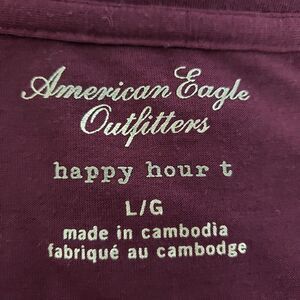 American Eagle
Outfitters
happy hour t
L/G
made in cambodia
fabriqué au cambodge